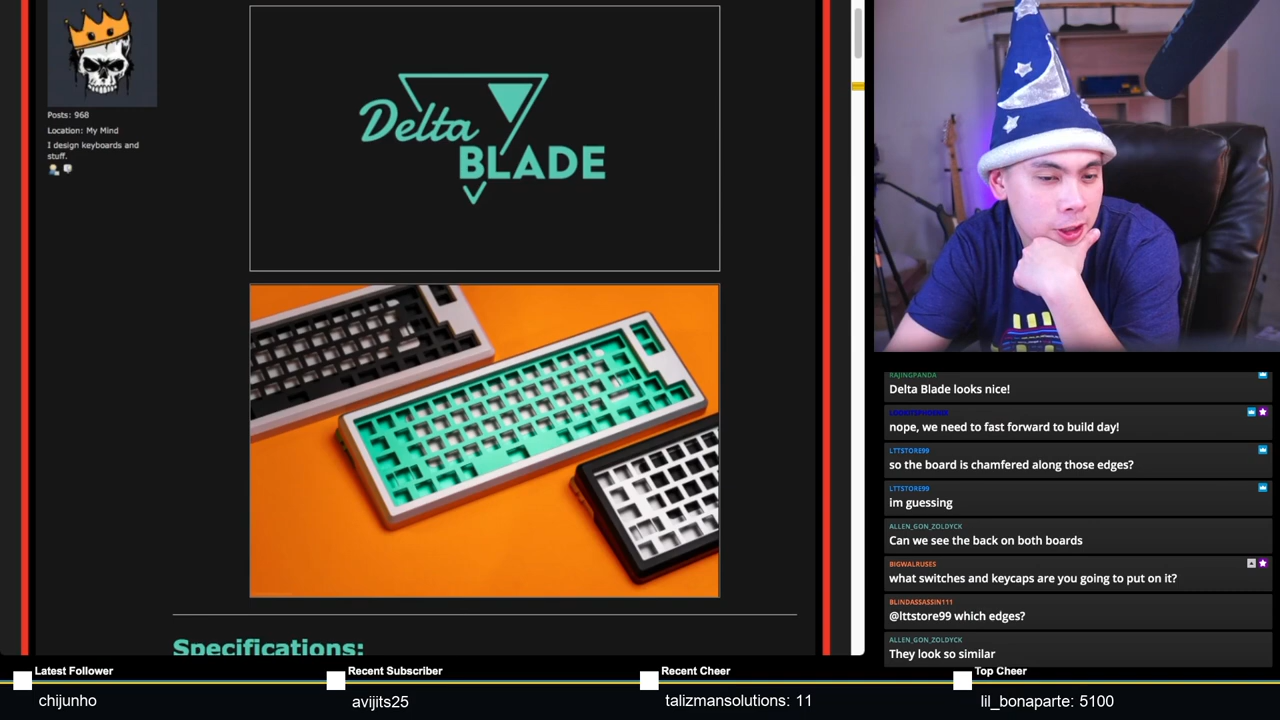 Posts: 968
Location: My Mind
I design keyboards and
stuff.
Delta
BLADE
Specifications:
RAJINGPANDA
Delta Blade looks nice!
nope, we need to fast forward to build day!
LTTSTORE99
so the board is chamfered along those edges?
LTTSTORE99
im guessing
ALLEN_GON_ZOLDYCK
Can we see the back on both boards
BIGWALRUSES
what switches and keycaps are you going to put on it?
BLINDASSASSIN111
@lttstore99 which edges?
ALLEN_GON_ZOLDYCK
They look so similar
Latest Follower
chijunho
Recent Subscriber
avijits25
Recent Cheer
talizmansolutions: 11
Top Cheer
lil_bonaparte: 5100